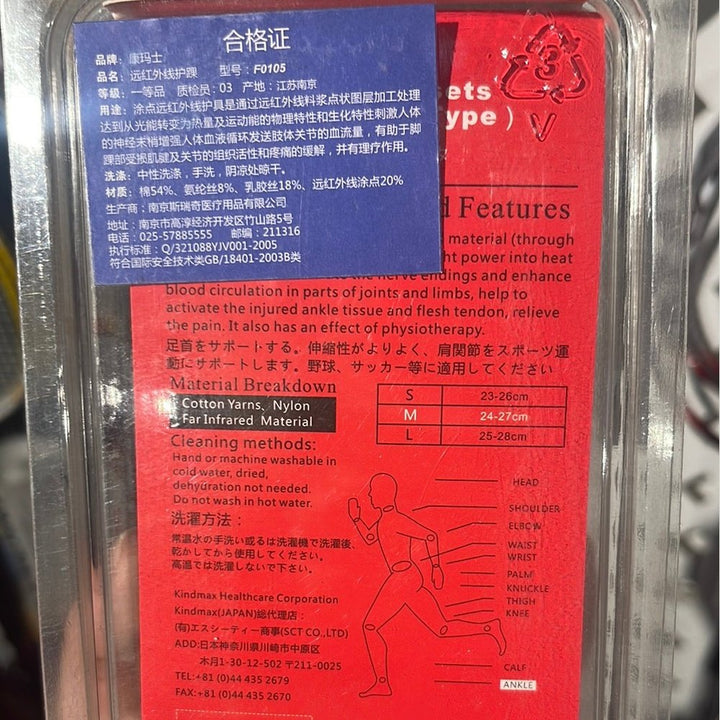 合格证
品牌：康玛士
品名：远红外线护踝 型号：F0105
等级：一等品 质检员：03 产地：江苏南京
用途：涂点远红外线护具是通过远红外线料浆点状图层加工处理
达到从光能转变为热量及运动能的物理特性和生化特性刺激人体
的神经末梢增强人体血液循环发送肢体关节的血流量，有助于脚
踝部受损肌腱及关节的组织活性和疼痛的缓解，并有理疗作用。
洗涤：中性洗涤，手洗，阴凉处晾干。
材质：棉54%、氨纶丝8%、乳胶丝18%、远红外线涂点20%
生产商：南京斯瑞奇医疗用品有限公司
地址：南京市高淳经济开发区竹山路5号
电话：025-57885555 邮编：211316
执行标准：Q/321088YJV001-2005
符合国际安全技术类GB/18401-2003B类
3
V
sets
ype）
d Features
material (through
ht power into heat
to the nerve endings and enhance
blood circulation in parts of joints and limbs, help to
activate the injured ankle tissue and flesh tendon, relieve
the pain. It also has an effect of physiotherapy.
足首をサポートする。伸縮性がよりよく、肩関節をスポーツ運
動にサポートします。野球、サッカー等に適用してください
Material Breakdown
Cotton Yarns、Nylon
Far Infrared Material
S 23-26cm
M 24-27cm
L 25-28cm
Cleaning methods:
Hand or machine washable in
cold water, dried,
dehydration not needed.
Do not wash in hot water.
洗濯方法：
常温水の手洗い或るは洗濯機で洗濯後、
乾かしてから使用してください。
高温では洗濯しないで下さい。
HEAD
SHOULDER
ELBOW
WAIST
WRIST
PALM
KNUCKLE
THIGH
KNEE
CALF
ANKLE
Kindmax Healthcare Corporation
Kindmax(JAPAN)総代理店：
(有)エスシーティー商事(SCT CO.,LTD)
ADD:日本神奈川県川崎市中原区
木月1-30-12-502 〒211-0025
TEL:+81 (0)44 435 2679
FAX:+81 (0)44 435 2670